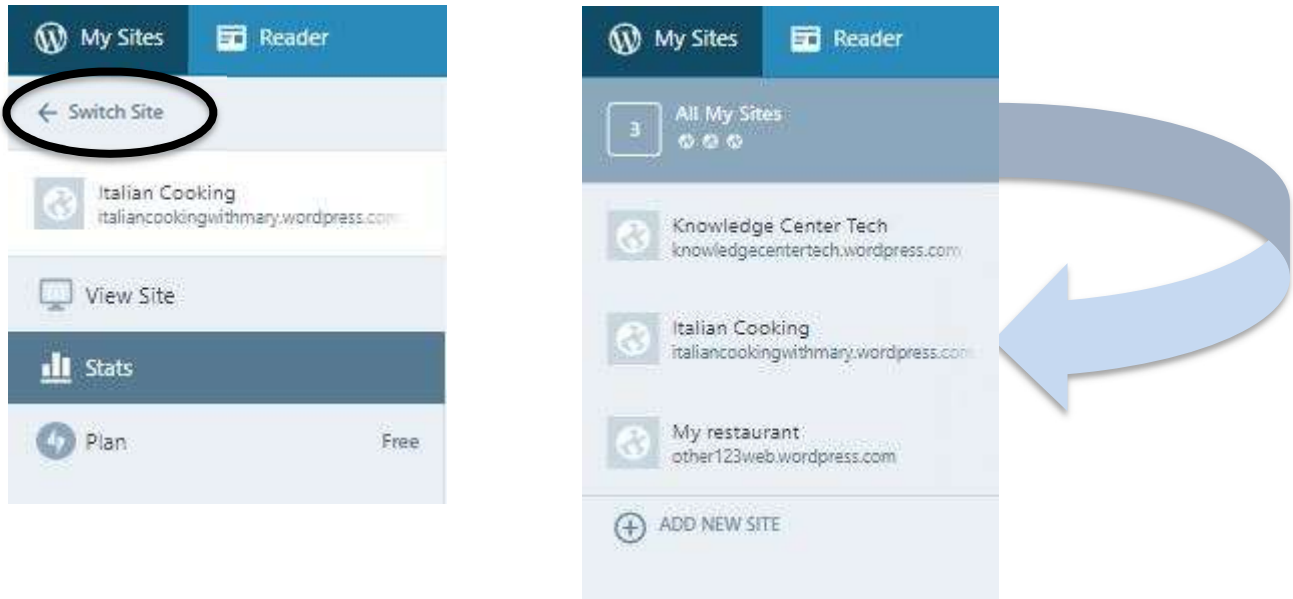 My Sites
Reader
Switch Site
Italian Cooking
italiancookingwithmary.wordpress.com
View Site
Stats
Plan
Free
My Sites
Reader
3
All My Sites
Knowledge Center Tech
knowledgecentertech.wordpress.com
Italian Cooking
italiancookingwithmary.wordpress.com
My restaurant
other123web.wordpress.com
ADD NEW SITE